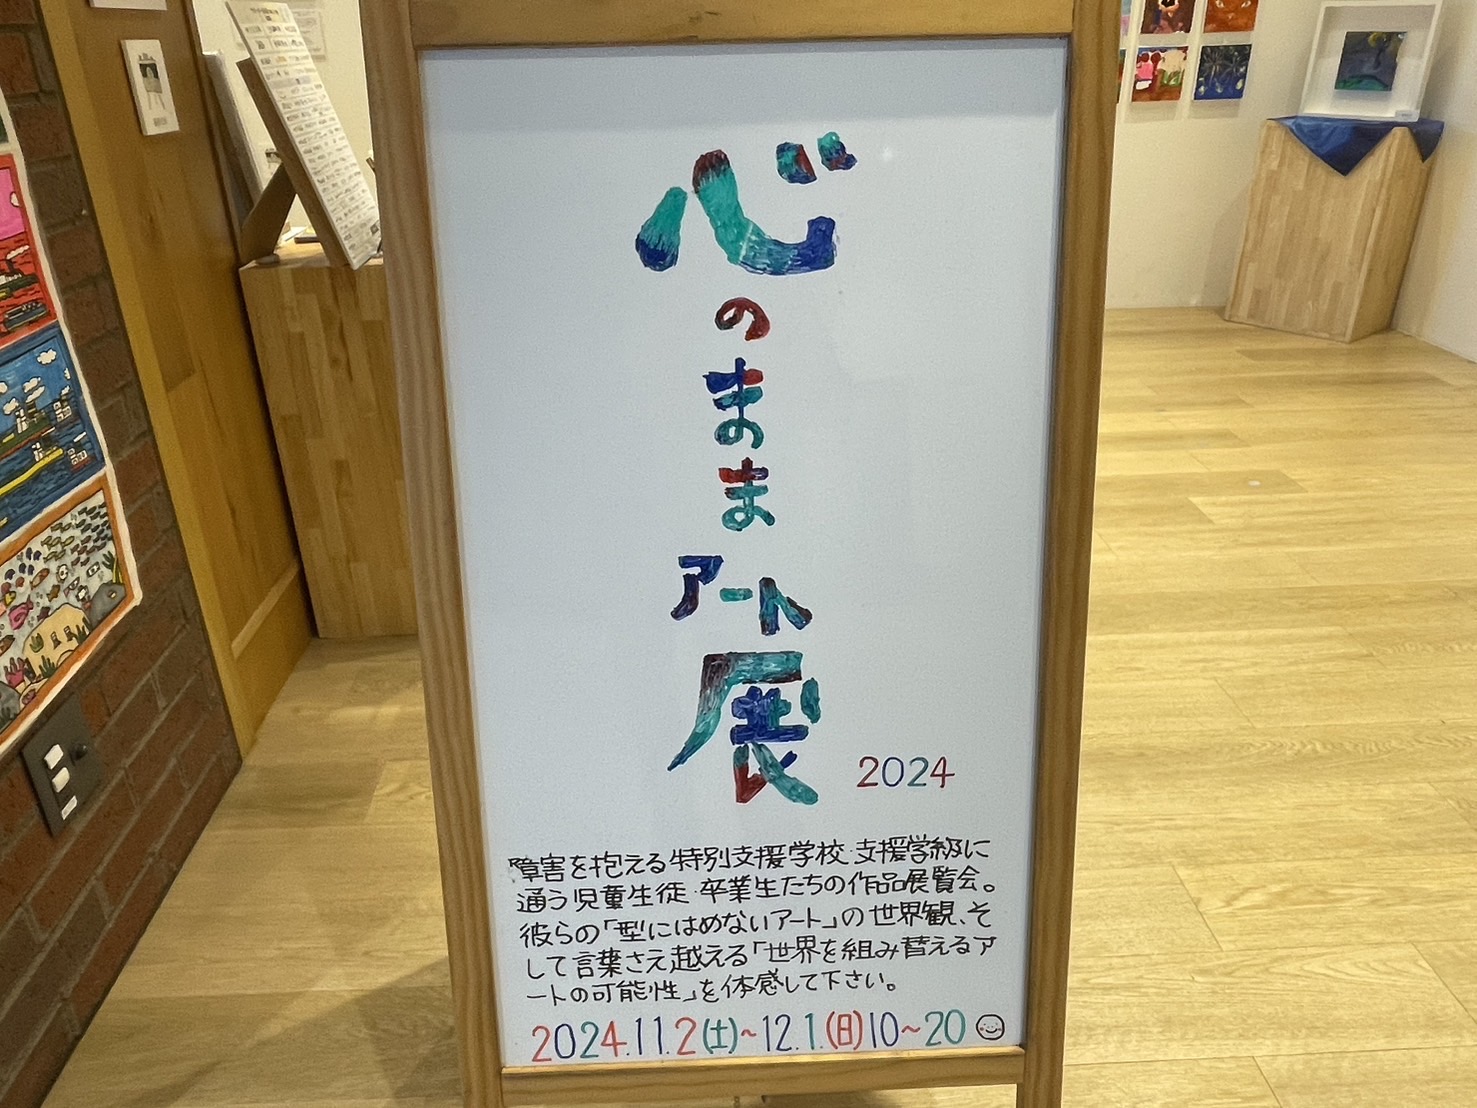 心のままアート展
2024
障害を抱える特別支援学校・支援学級に
通う児童生徒・卒業生たちの作品展覧会。
彼らの「型にはめないアート」の世界観、そ
して言葉さえ越える「世界を組み替えるア
ートの可能性」を体感して下さい。
2024.11.2(土)~12.1.(日)10~20